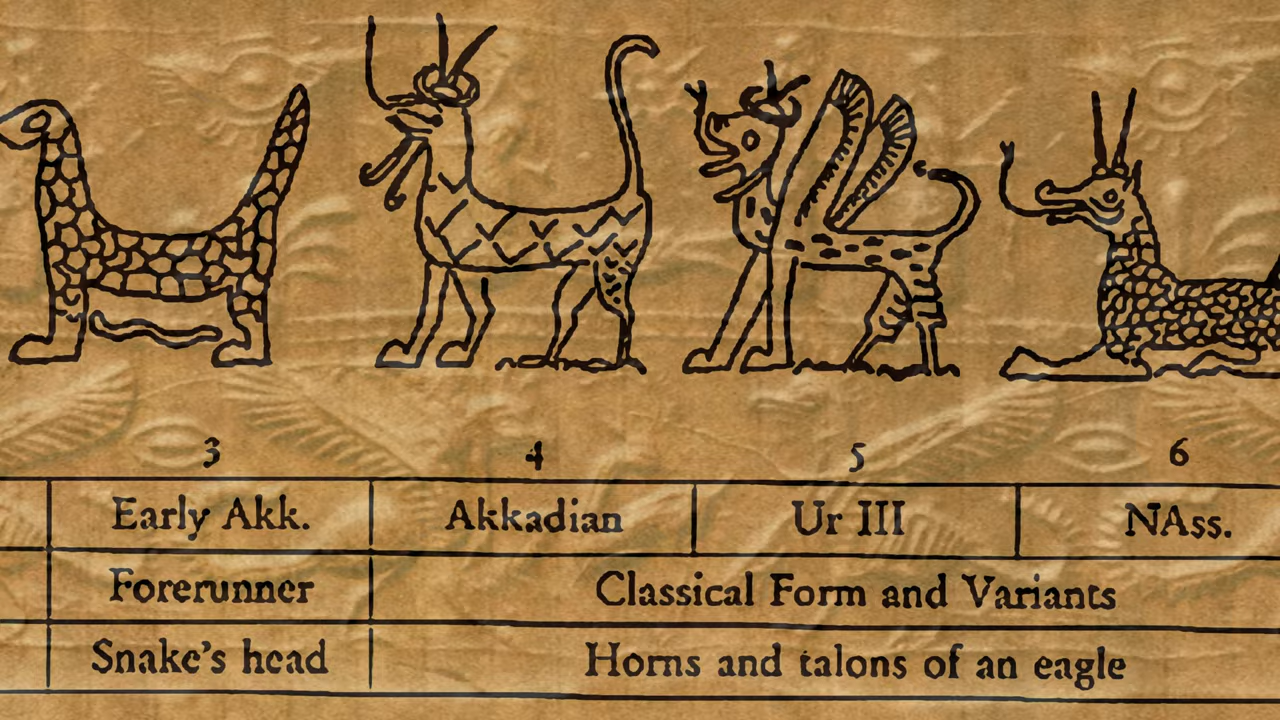 3 4 5 6
Early Akk. Akkadian Ur III NAss.
Forerunner Classical Form and Variants
Snake's head Horns and talons of an eagle